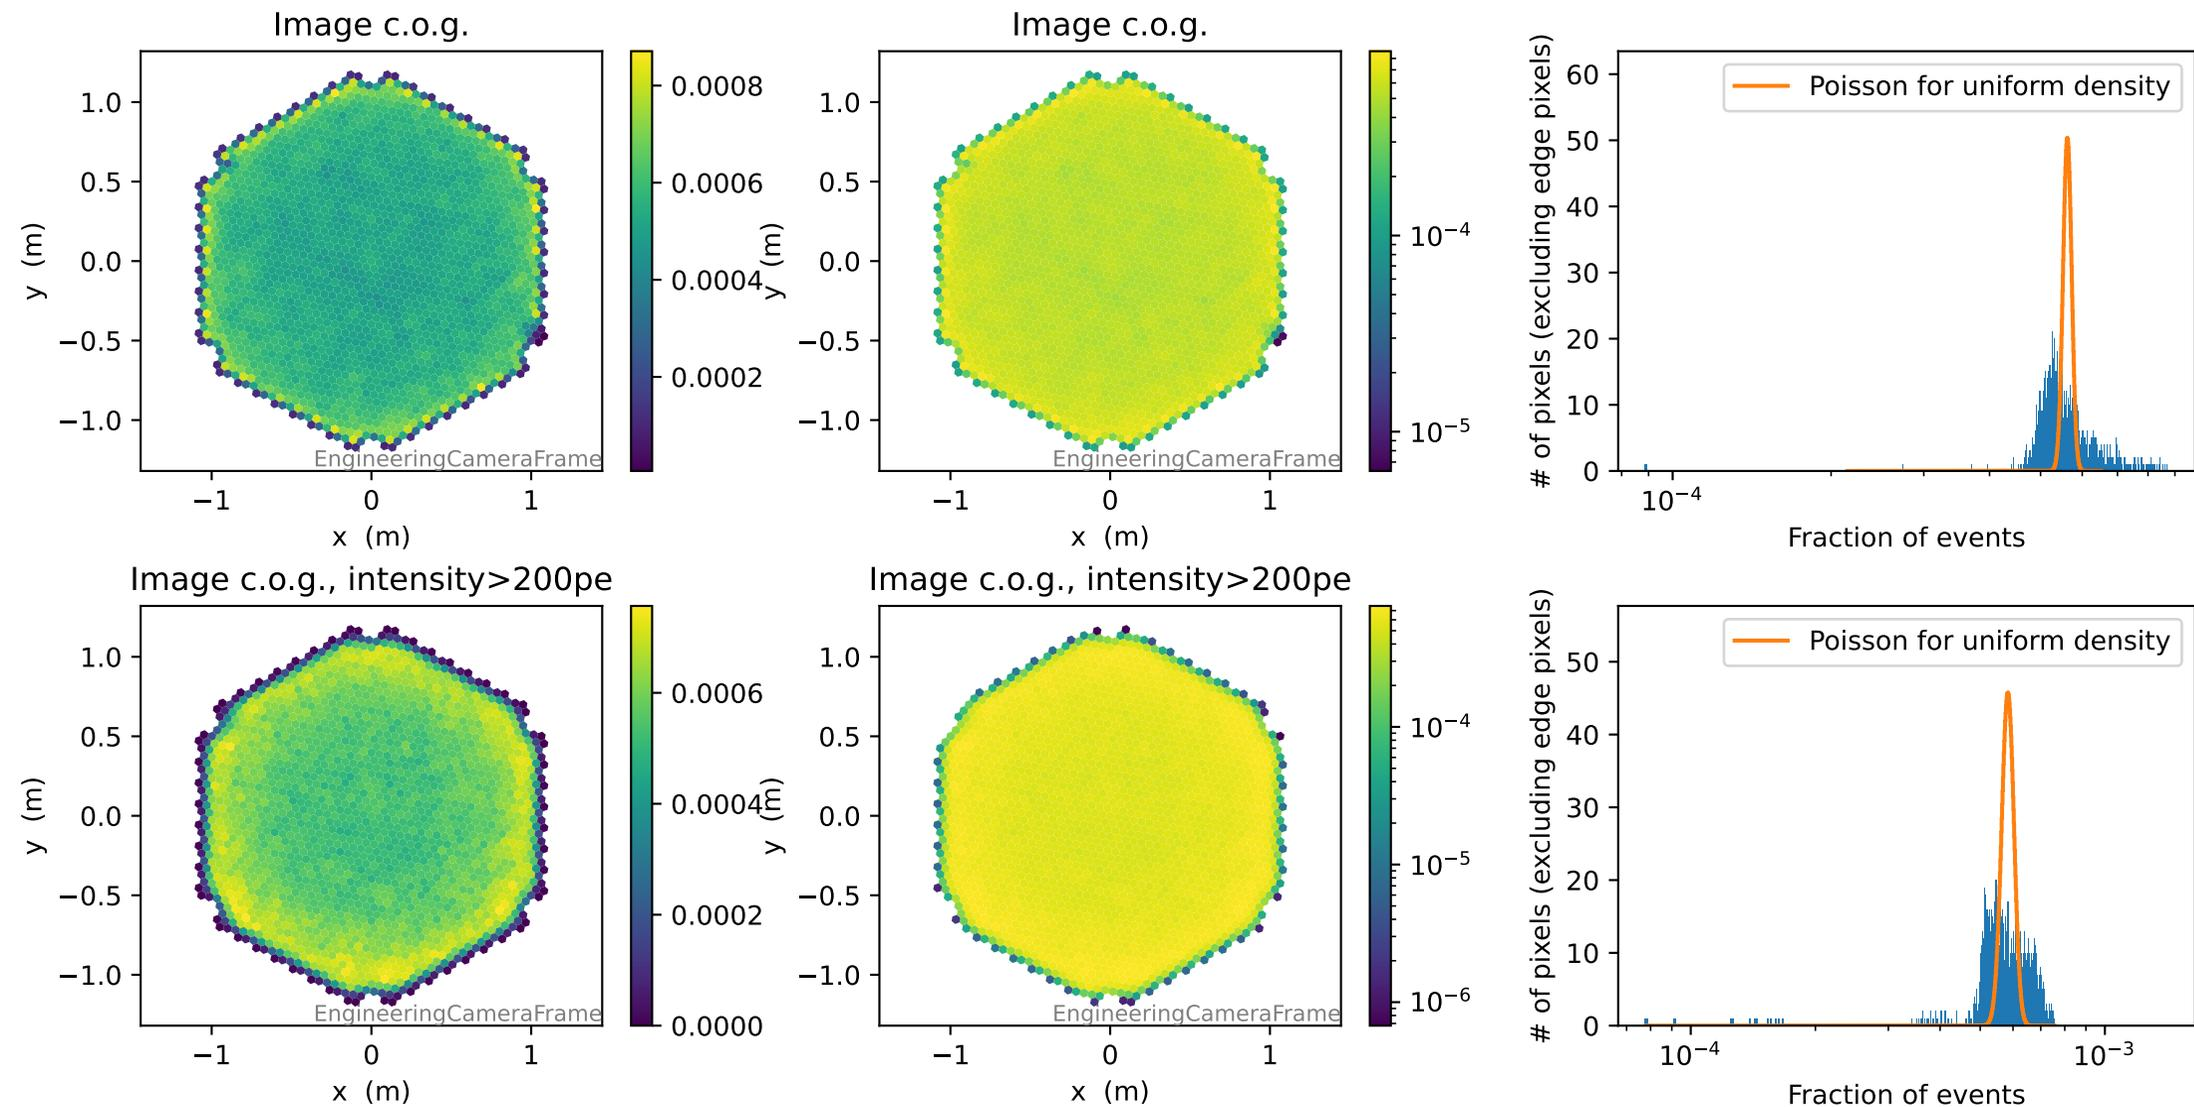 Image c.o.g.
1.0
0.5
0.0
−0.5
−1.0
y (m)
EngineeringCameraFrame
−1 0 1
x (m)
0.0008
0.0006
0.0004
0.0002
Image c.o.g.
1.0
0.5
0.0
−0.5
−1.0
y (m)
EngineeringCameraFrame
−1 0 1
x (m)
10⁻⁴
10⁻⁵
# of pixels (excluding edge pixels)
60
50
40
30
20
10
0
Poisson for uniform density
10⁻⁴
Fraction of events
Image c.o.g., intensity>200pe
1.0
0.5
0.0
−0.5
−1.0
y (m)
EngineeringCameraFrame
−1 0 1
x (m)
0.0006
0.0004
0.0002
0.0000
Image c.o.g., intensity>200pe
1.0
0.5
0.0
−0.5
−1.0
y (m)
EngineeringCameraFrame
−1 0 1
x (m)
10⁻⁴
10⁻⁵
10⁻⁶
# of pixels (excluding edge pixels)
50
40
30
20
10
0
Poisson for uniform density
10⁻⁴ 10⁻³
Fraction of events